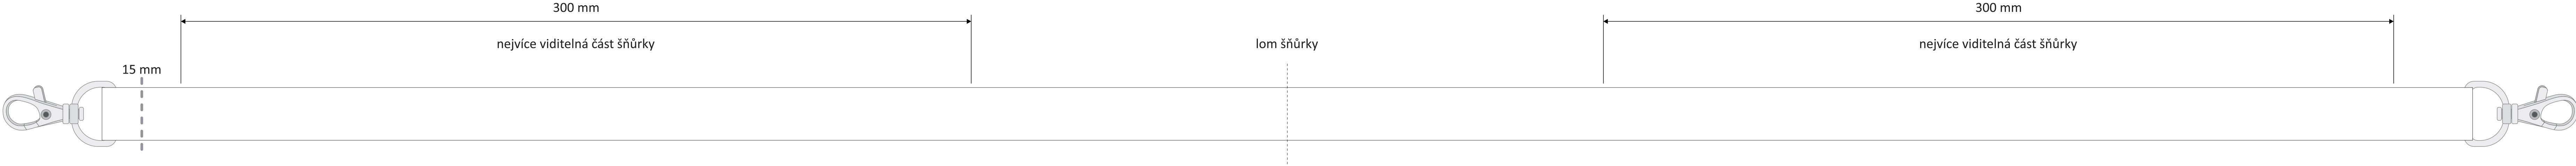 300 mm
300 mm
nejvíce viditelná část šňůrky
lom šňůrky
nejvíce viditelná část šňůrky
15 mm